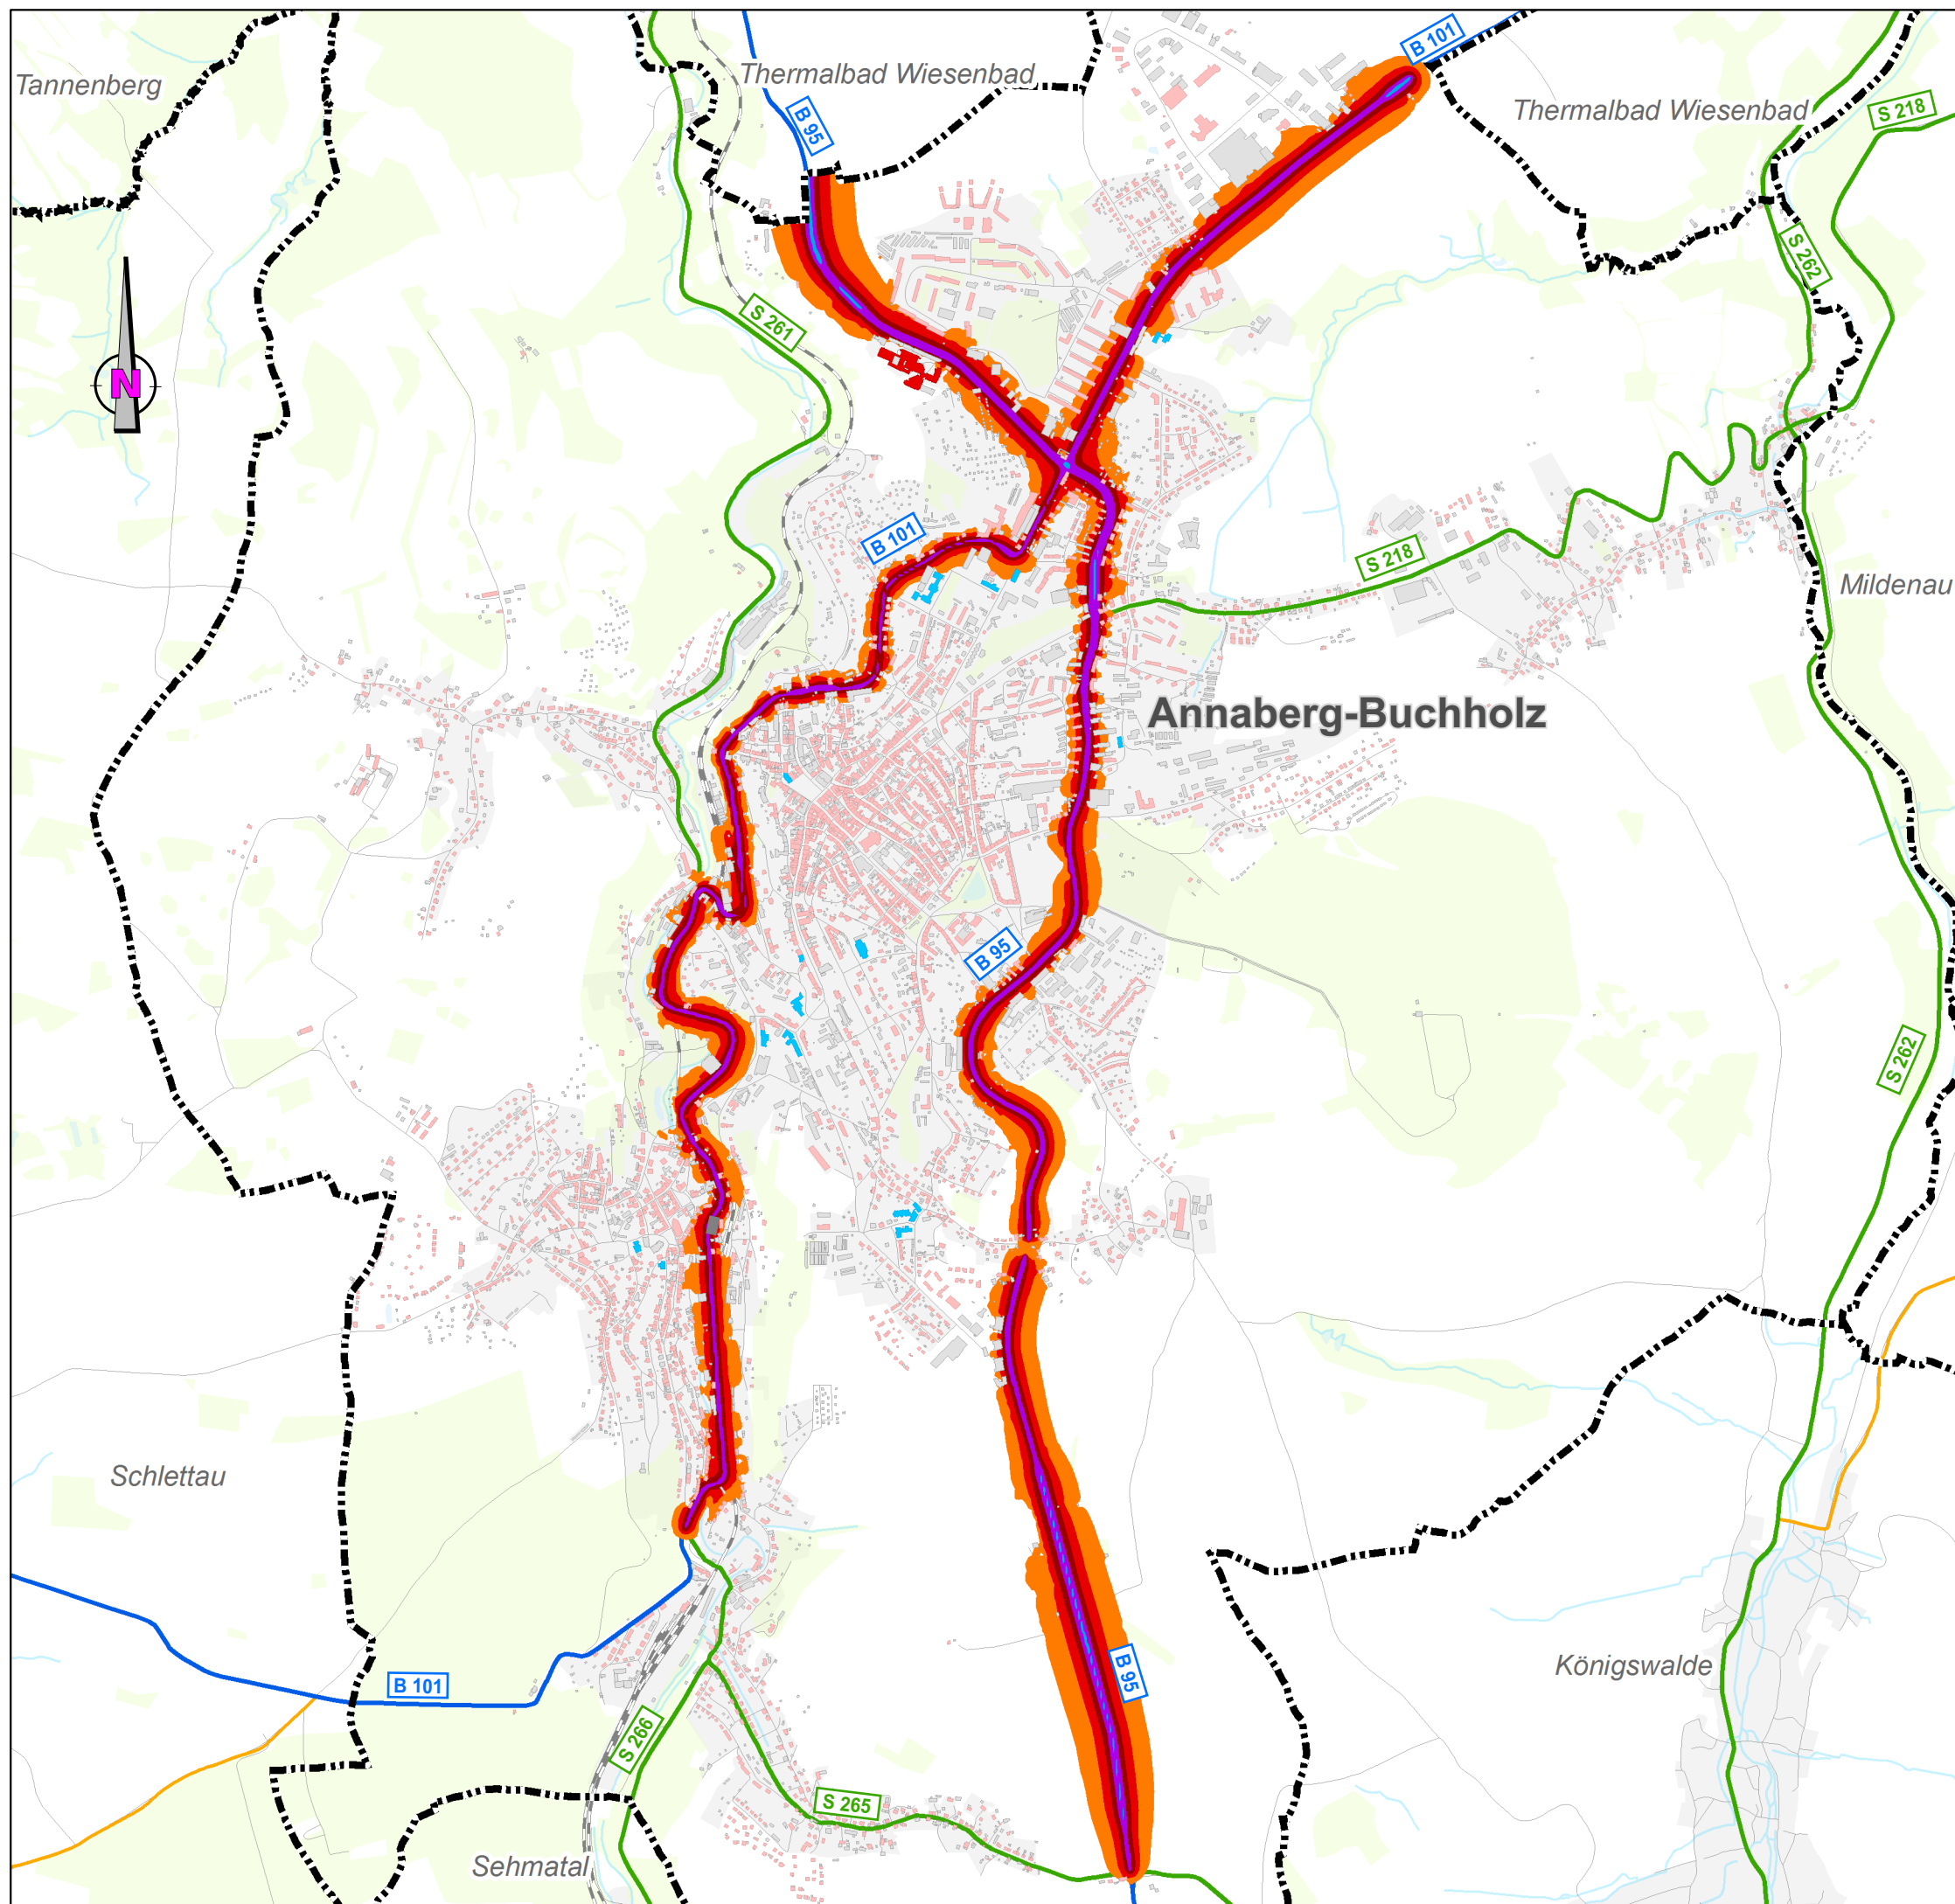 B 101
Thermalbad Wiesenbad
Tannenberg
Thermalbad Wiesenbad
S 218
B 95
S 262
S 261
N
B 101
S 218
Mildenau
Annaberg-Buchholz
B 95
S 262
Schlettau
Königswalde
B 95
B 101
S 266
S 265
Sehmatal